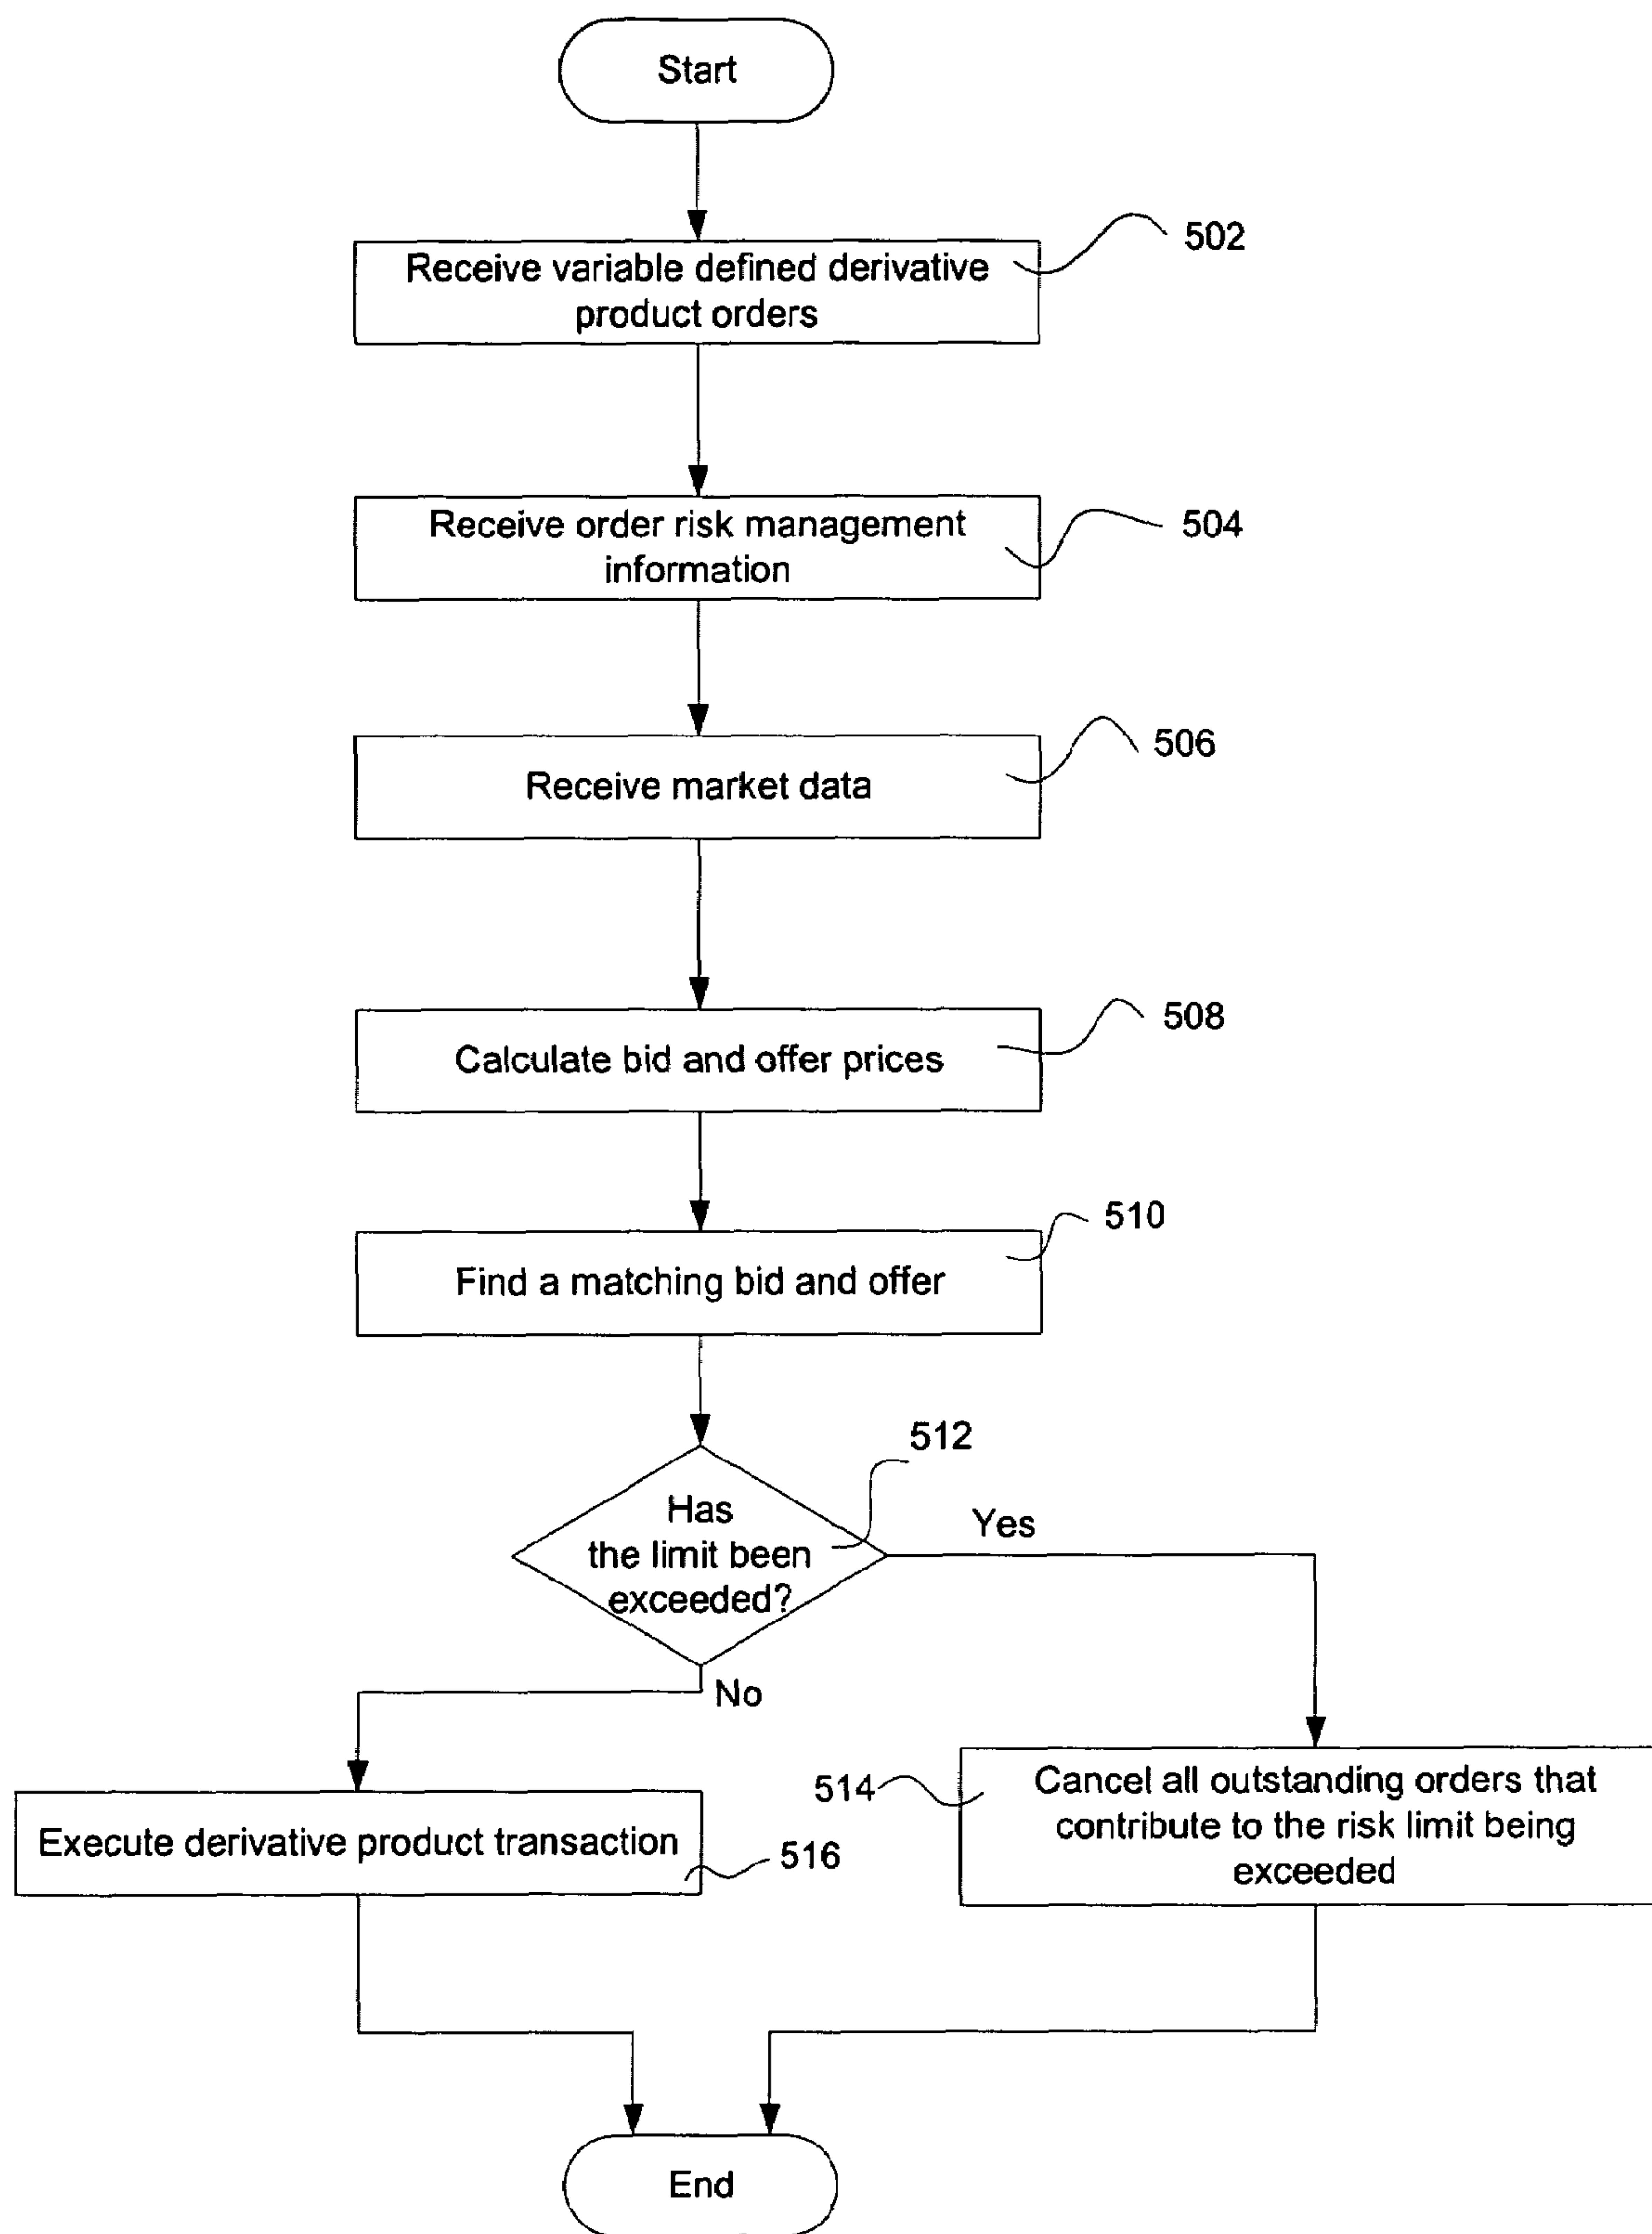 Start
502
Receive variable defined derivative
product orders
504
Receive order risk management
information
506
Receive market data
508
Calculate bid and offer prices
510
Find a matching bid and offer
512
Has
the limit been
exceeded?
Yes
No
514
Cancel all outstanding orders that
contribute to the risk limit being
exceeded
Execute derivative product transaction
516
End